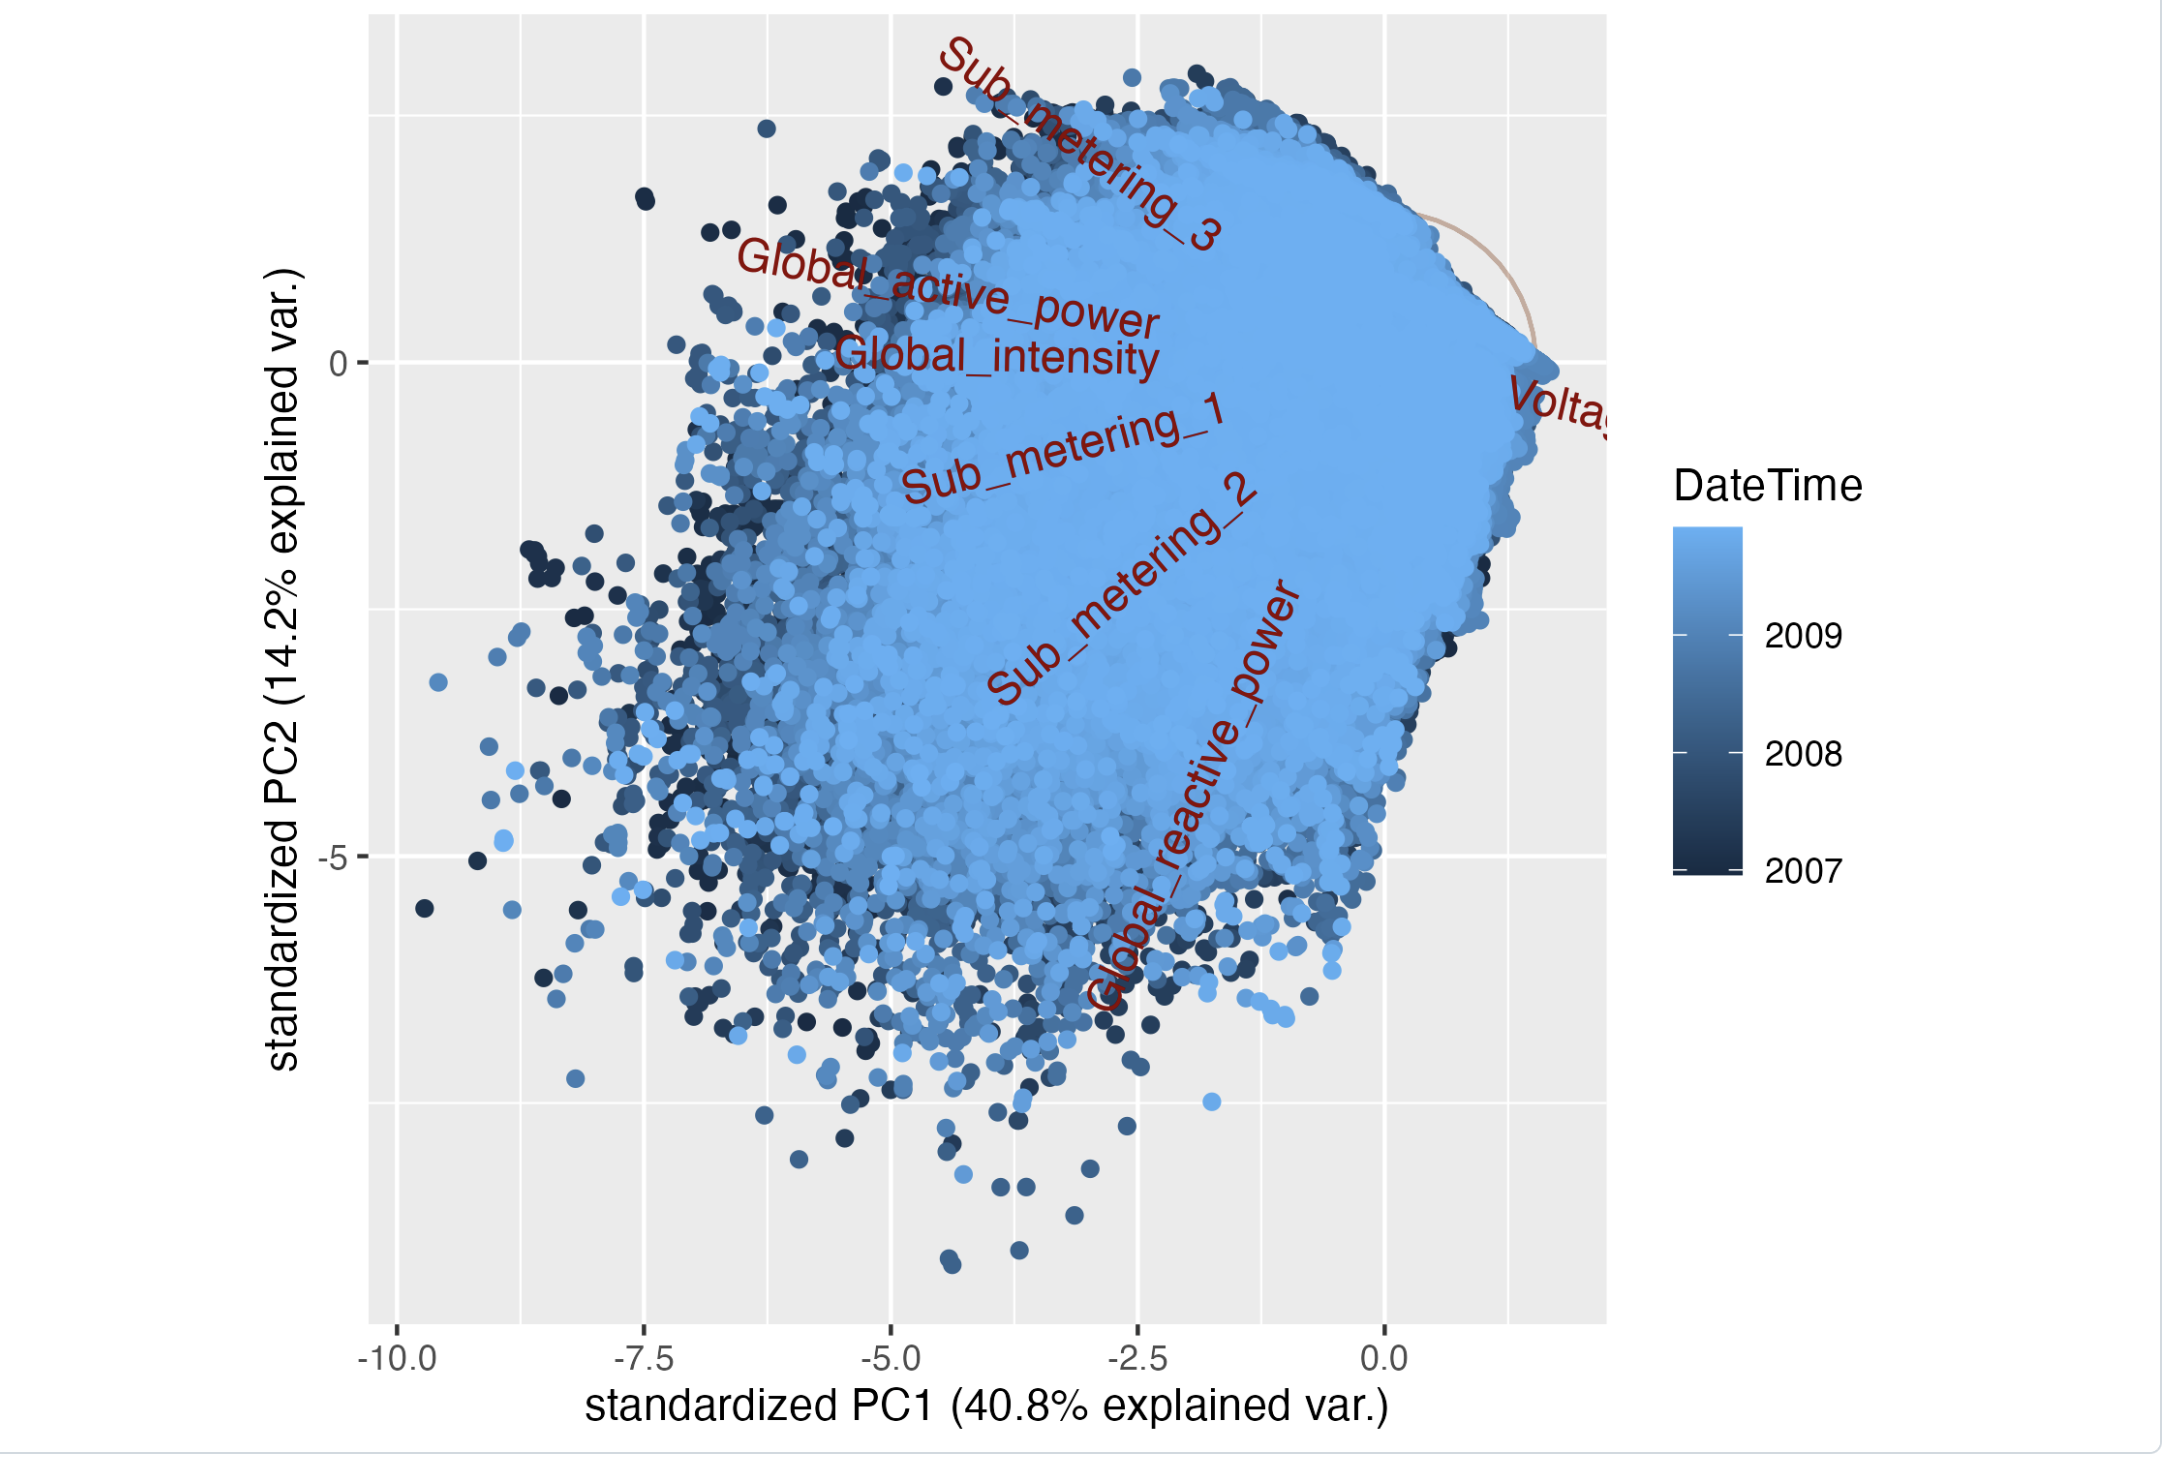 Sub_metering_3
Global_active_power
Global_intensity
Voltag
Sub_metering_1
Sub_metering_2
Global_reactive_power
standardized PC2 (14.2% explained var.)
0
-5
-10.0
-7.5
-5.0
-2.5
0.0
standardized PC1 (40.8% explained var.)
DateTime
2009
2008
2007